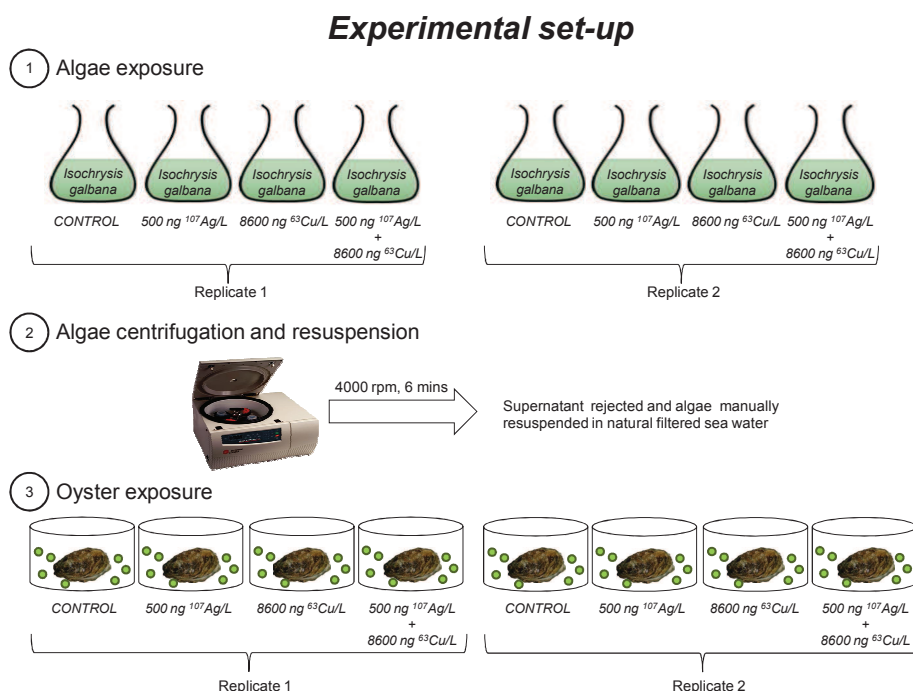 Experimental set-up
1 Algae exposure
Isochrysis galbana Isochrysis galbana Isochrysis galbana Isochrysis galbana Isochrysis galbana Isochrysis galbana Isochrysis galbana Isochrysis galbana
CONTROL 500 ng ¹⁰⁷Ag/L 8600 ng ⁶³Cu/L 500 ng ¹⁰⁷Ag/L CONTROL 500 ng ¹⁰⁷Ag/L 8600 ng ⁶³Cu/L 500 ng ¹⁰⁷Ag/L
+ +
8600 ng ⁶³Cu/L 8600 ng ⁶³Cu/L
Replicate 1 Replicate 2
2 Algae centrifugation and resuspension
4000 rpm, 6 mins
Supernatant rejected and algae manually
resuspended in natural filtered sea water
3 Oyster exposure
CONTROL 500 ng ¹⁰⁷Ag/L 8600 ng ⁶³Cu/L 500 ng ¹⁰⁷Ag/L CONTROL 500 ng ¹⁰⁷Ag/L 8600 ng ⁶³Cu/L 500 ng ¹⁰⁷Ag/L
+ +
8600 ng ⁶³Cu/L 8600 ng ⁶³Cu/L
Replicate 1 Replicate 2